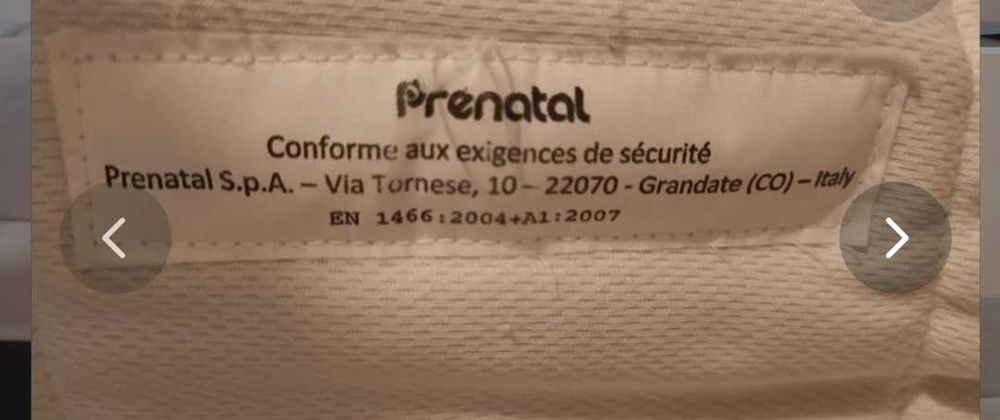 Prenatal
Conforme aux exigences de sécurité
Prenatal S.p.A. – Via Tornese, 10 – 22070 - Grandate (CO) – Italy
EN 1466:2004+A1:2007